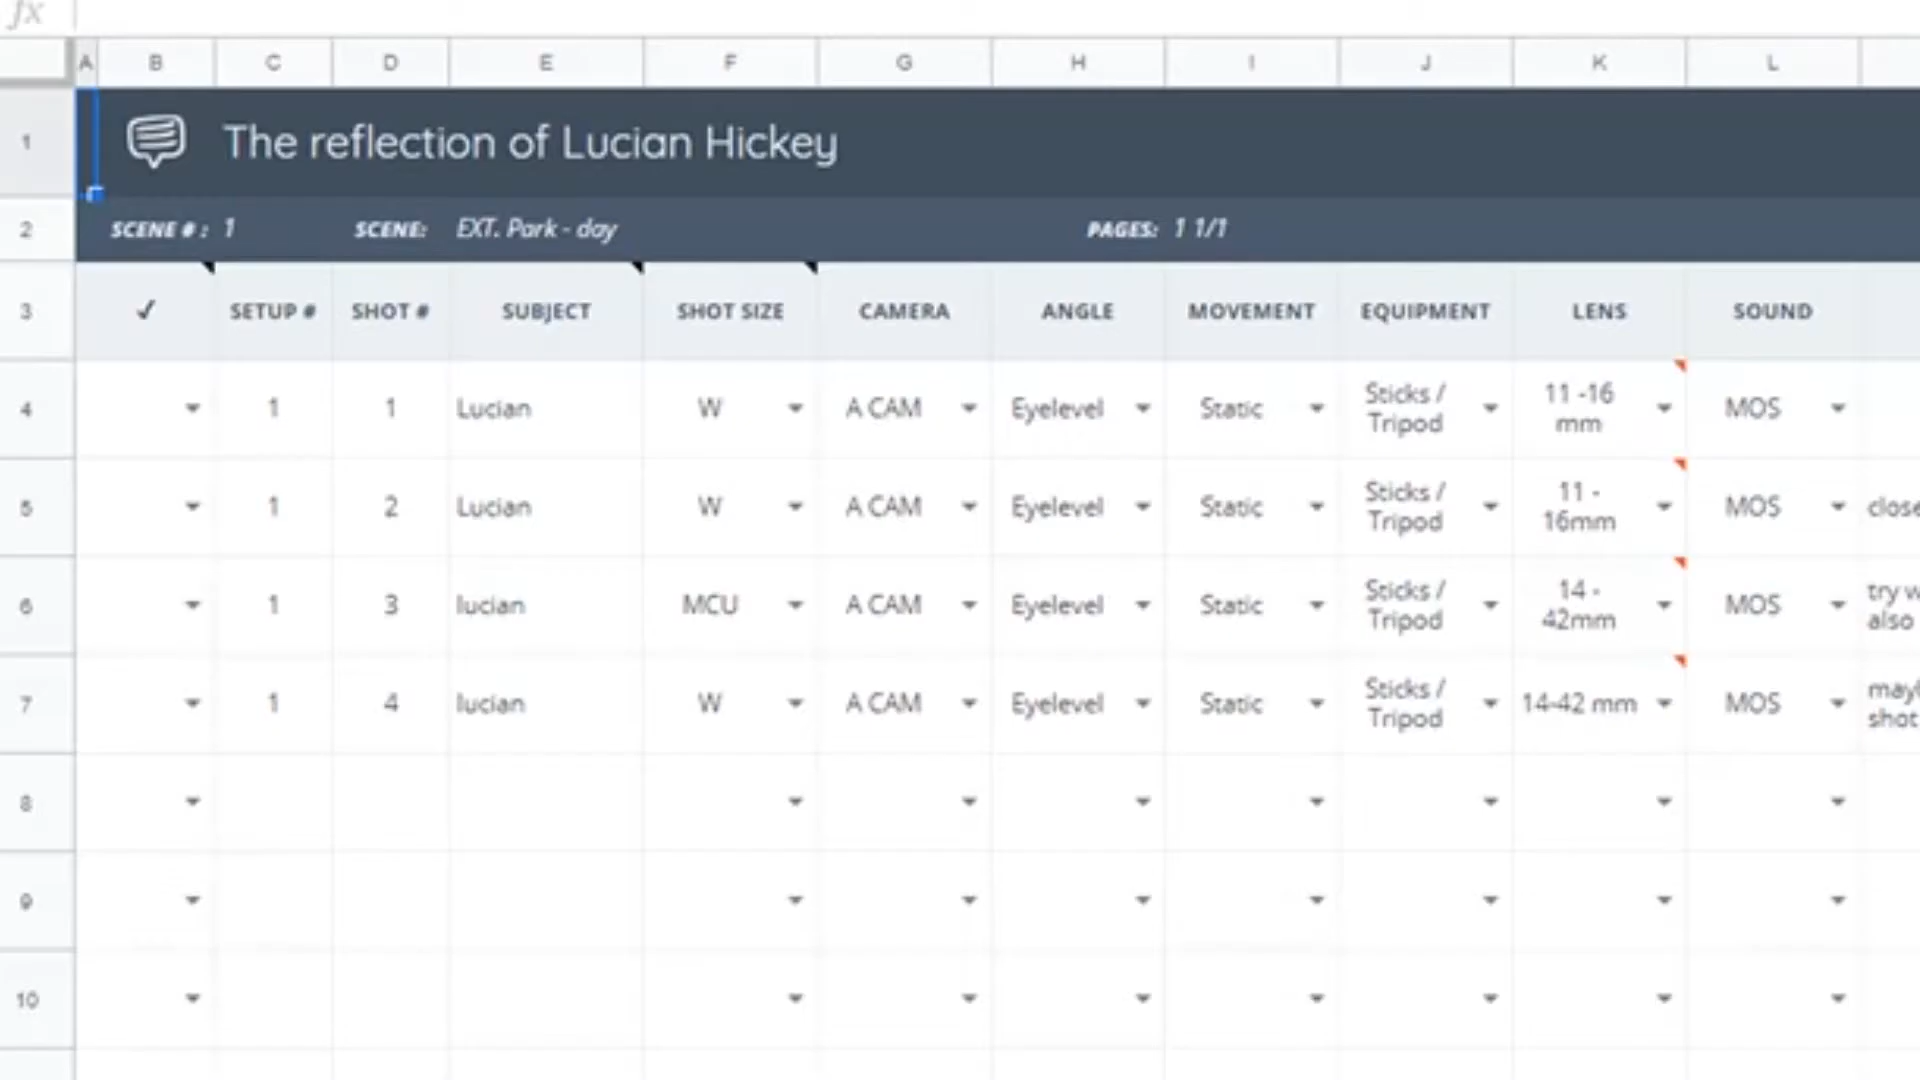 fx
A B C D E F G H I J K L
1 The reflection of Lucian Hickey
2 SCENE # : 1 SCENE: EXT. Park - day PAGES: 1 1/1
3 ✓ SETUP # SHOT # SUBJECT SHOT SIZE CAMERA ANGLE MOVEMENT EQUIPMENT LENS SOUND
4 1 1 Lucian W A CAM Eyelevel Static Sticks / Tripod 11 -16 mm MOS
5 1 2 Lucian W A CAM Eyelevel Static Sticks / Tripod 11 - 16mm MOS close
6 1 3 lucian MCU A CAM Eyelevel Static Sticks / Tripod 14 - 42mm MOS try also
7 1 4 lucian W A CAM Eyelevel Static Sticks / Tripod 14-42 mm MOS shot
8
9
10